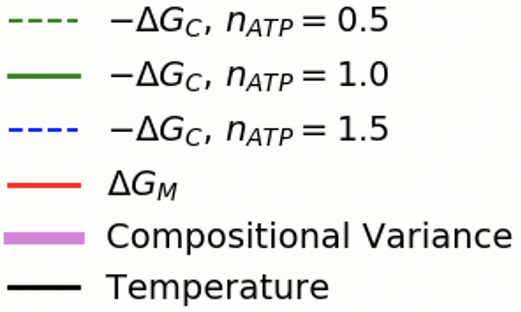 −ΔG_C, n_ATP = 0.5
−ΔG_C, n_ATP = 1.0
−ΔG_C, n_ATP = 1.5
ΔG_M
Compositional Variance
Temperature